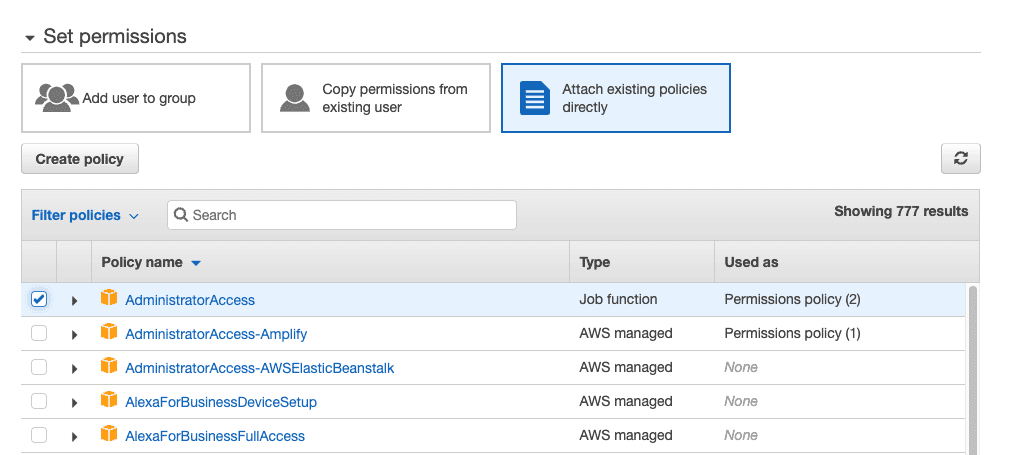 Set permissions
Add user to group
Copy permissions from
existing user
Attach existing policies
directly
Create policy
Filter policies
Search
Showing 777 results
Policy name
Type
Used as
AdministratorAccess
Job function
Permissions policy (2)
AdministratorAccess-Amplify
AWS managed
Permissions policy (1)
AdministratorAccess-AWSElasticBeanstalk
AWS managed
None
AlexaForBusinessDeviceSetup
AWS managed
None
AlexaForBusinessFullAccess
AWS managed
None